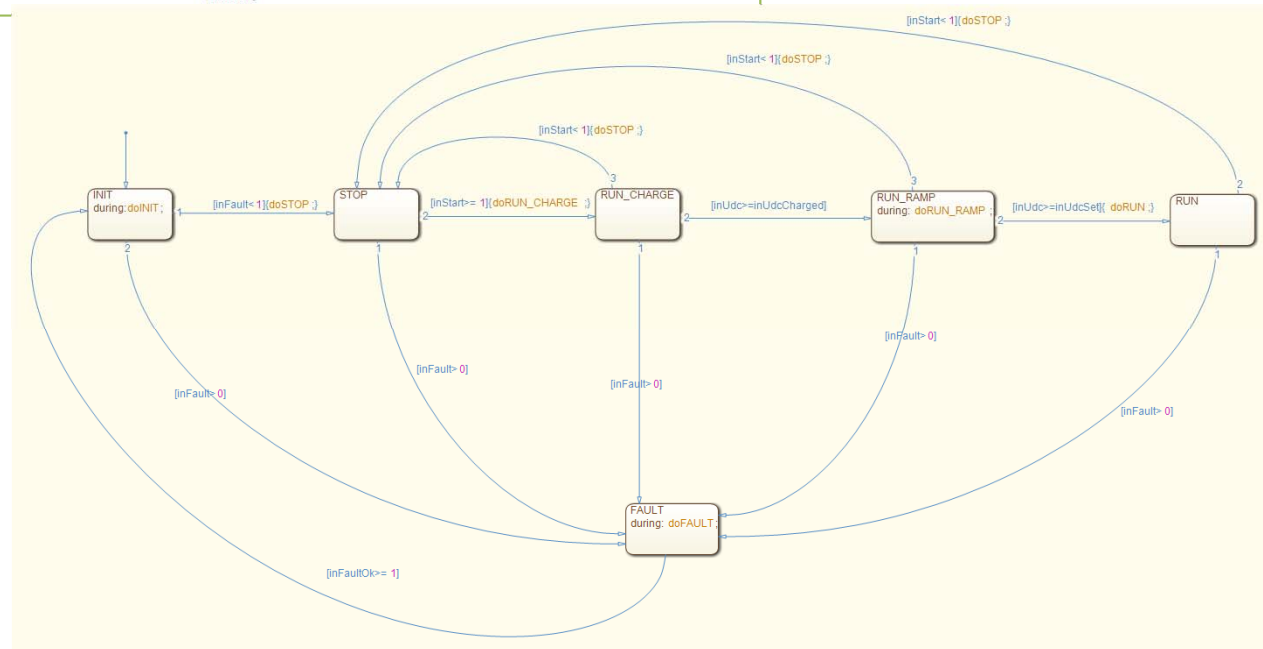 [inStart< 1]{doSTOP ;}
[inStart< 1]{doSTOP ;}
[inStart< 1]{doSTOP ;}
3
3
2
INIT
during:doINIT;
1
[inFault< 1]{doSTOP ;}
STOP
2
[inStart>= 1]{doRUN_CHARGE ;}
RUN_CHARGE
2
[inUdc>=inUdcCharged]
RUN_RAMP
during: doRUN_RAMP ;
2
[inUdc>=inUdcSet]{ doRUN ;}
RUN
2
1
1
1
1
[inFault> 0]
[inFault> 0]
[inFault> 0]
[inFault> 0]
[inFault> 0]
FAULT
during: doFAULT;
[inFaultOk>= 1]